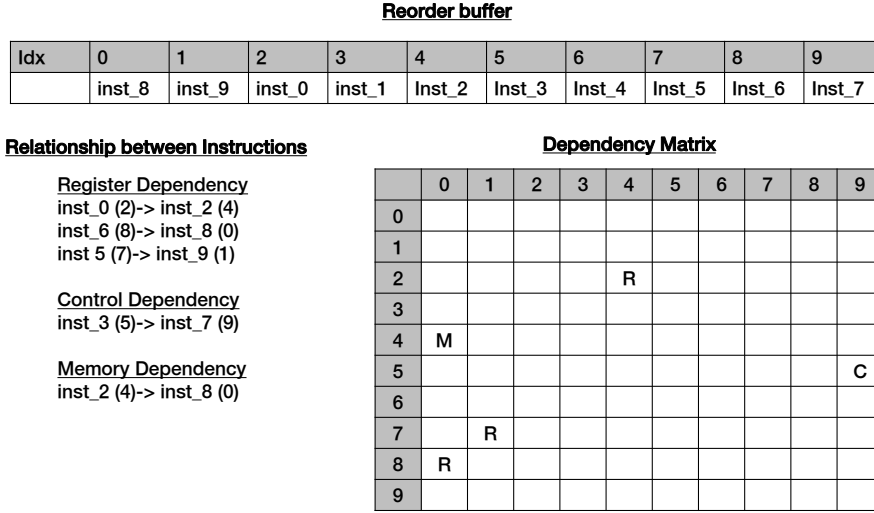 Reorder buffer
Idx 0 1 2 3 4 5 6 7 8 9
inst_8 inst_9 inst_0 inst_1 Inst_2 Inst_3 Inst_4 Inst_5 Inst_6 Inst_7
Relationship between Instructions
Register Dependency
inst_0 (2)-> inst_2 (4)
inst_6 (8)-> inst_8 (0)
inst 5 (7)-> inst_9 (1)
Control Dependency
inst_3 (5)-> inst_7 (9)
Memory Dependency
inst_2 (4)-> inst_8 (0)
Dependency Matrix
0 1 2 3 4 5 6 7 8 9
0
1
2 R
3
4 M
5 C
6
7 R
8 R
9